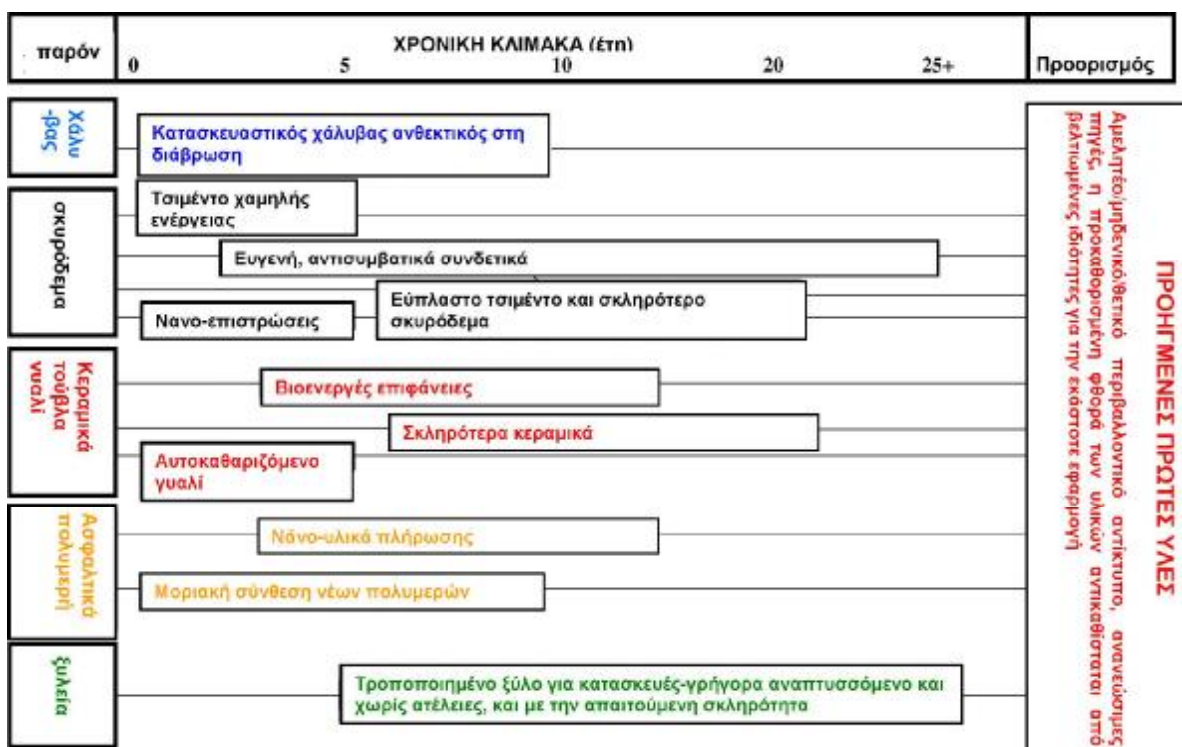 παρόν
ΧΡΟΝΙΚΗ ΚΛΙΜΑΚΑ (έτη)
0 5 10 20 25+
Προορισμός
Χάλυ
-βας
Κατασκευαστικός χάλυβας ανθεκτικός στη
διάβρωση
σκυρόδεμα
Τσιμέντο χαμηλής
ενέργειας
Ευγενή, αντισυμβατικά συνδετικά
Εύπλαστο τσιμέντο και σκληρότερο
σκυρόδεμα
Νανο-επιστρώσεις
Κεραμικά
τούβλα
γυαλί
Βιοενεργές επιφάνειες
Σκληρότερα κεραμικά
Αυτοκαθαριζόμενο
γυαλί
Ασφαλτικά
πολυμερή
Νάνο-υλικά πλήρωσης
Μοριακή σύνθεση νέων πολυμερών
ξυλεία
Τροποποιημένο ξύλο για κατασκευές-γρήγορα αναπτυσσόμενο και
χωρίς ατέλειες, και με την απαιτούμενη σκληρότητα
ΠΡΟΗΓΜΕΝΕΣ ΠΡΩΤΕΣ ΥΛΕΣ
Αμελητέο/μηδενικό/θετικό περιβαλλοντικό αντίκτυπο, ανανεώσιμες
πηγές, η προκαθορισμένη φθορά των υλικών αντικαθίσταται από
βελτιωμένες ιδιότητες για την εκάστοτε εφαρμογή